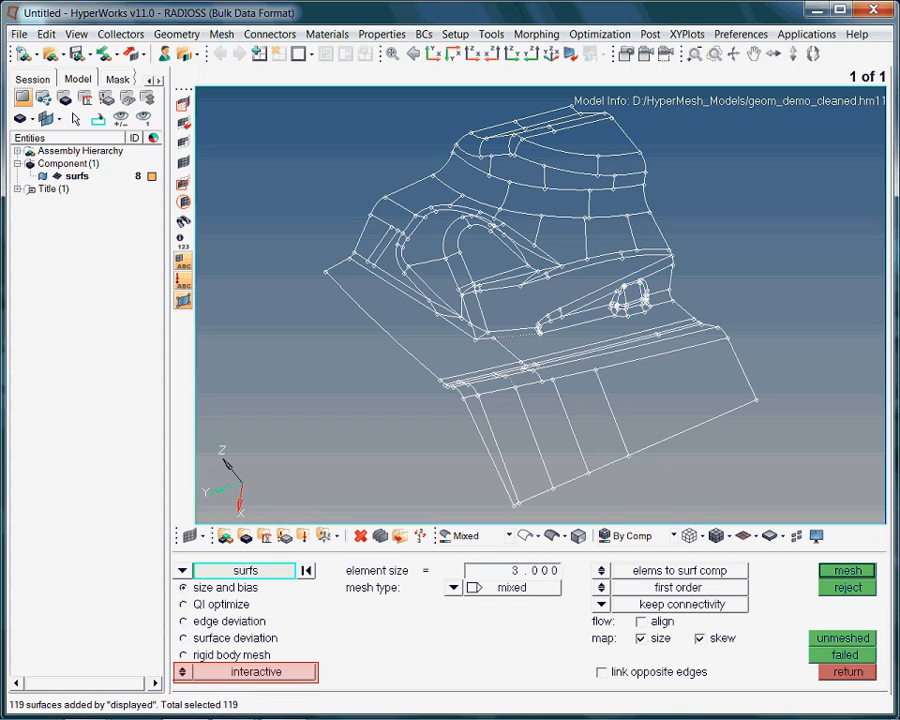 Untitled - HyperWorks v11.0 - RADIOSS (Bulk Data Format)
File Edit View Collectors Geometry Mesh Connectors Materials Properties BCs Setup Tools Morphing Optimization Post XYPlots Preferences Applications Help
Session Model Mask
1 of 1
Model Info: D:/HyperMesh_Models/geom_demo_cleaned.hm11
Entities ID
Assembly Hierarchy
Component (1)
surfs 8
Title (1)
123
ABC
ABC
Z
Y
X
Mixed By Comp
surfs element size = 3.000 elems to surf comp mesh
size and bias mesh type: mixed first order reject
QI optimize keep connectivity
edge deviation flow: align
surface deviation map: size skew unmeshed
rigid body mesh failed
interactive link opposite edges return
119 surfaces added by "displayed". Total selected 119